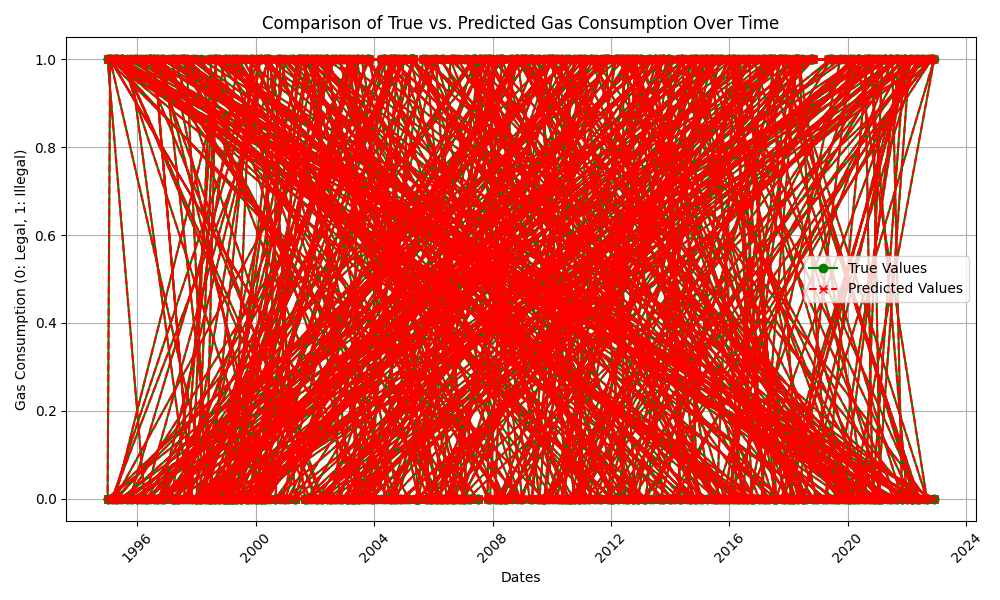 Comparison of True vs. Predicted Gas Consumption Over Time
Gas Consumption (0: Legal, 1: Illegal)
1.0
0.8
0.6
0.4
0.2
0.0
True Values
Predicted Values
1996
2000
2004
2008
2012
2016
2020
2024
Dates